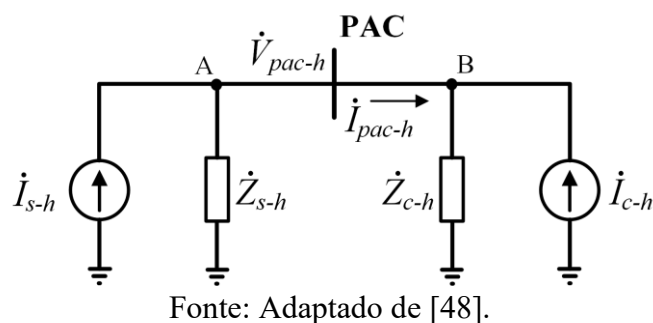 PAC
A
V̇pac-h
B
İpac-h
İs-h
Żs-h
Żc-h
İc-h
Fonte: Adaptado de [48].